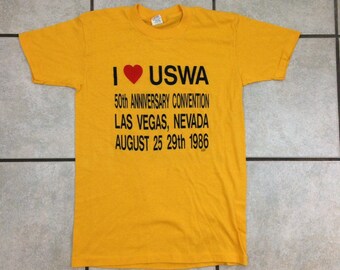 I ❤ USWA
50th ANNIVERSARY CONVENTION
LAS VEGAS, NEVADA
AUGUST 25 29th 1986